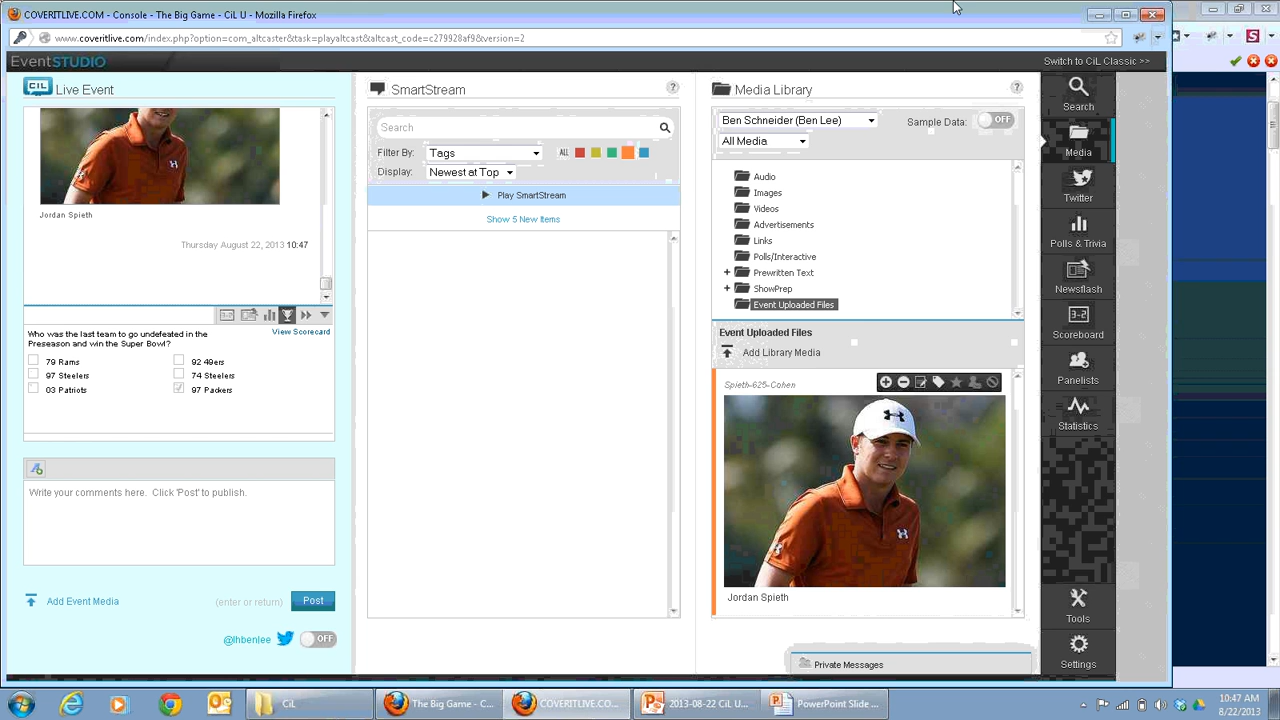 COVERITLIVE.COM - Console - The Big Game - CiL U - Mozilla Firefox
www.coveritlive.com/index.php?option=com_altcaster&task=playaltcast&altcast_code=c279928af9&version=2
EventSTUDIO
Switch to CiL Classic >>
CiL Live Event
Jordan Spieth
Thursday August 22, 2013 10:47
3-2
Who was the last team to go undefeated in the
Preseason and win the Super Bowl?
View Scorecard
79 Rams
92 49ers
97 Steelers
74 Steelers
03 Patriots
97 Packers
Write your comments here. Click 'Post' to publish.
Add Event Media
(enter or return)
Post
@lhbenlee
OFF
SmartStream
?
Search
Filter By:
Tags
ALL
Display:
Newest at Top
Play SmartStream
Show 5 New Items
Media Library
?
Ben Schneider (Ben Lee)
Sample Data:
OFF
All Media
Audio
Images
Videos
Advertisements
Links
Polls/Interactive
+ Prewritten Text
+ ShowPrep
Event Uploaded Files
Event Uploaded Files
Add Library Media
Spieth-625-Cohen
Jordan Spieth
Private Messages
Search
Media
Twitter
Polls & Trivia
Newsflash
3-2
Scoreboard
Panelists
Statistics
Tools
Settings
S
CiL
The Big Game - C...
COVERITLIVE.CO...
2013-08-22 CiL U...
PowerPoint Slide ...
10:47 AM
8/22/2013